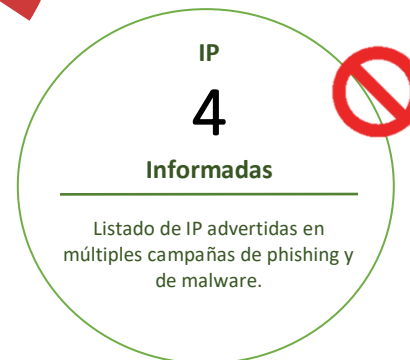 IP
4
Informadas
Listado de IP advertidas en
múltiples campañas de phishing y
de malware.